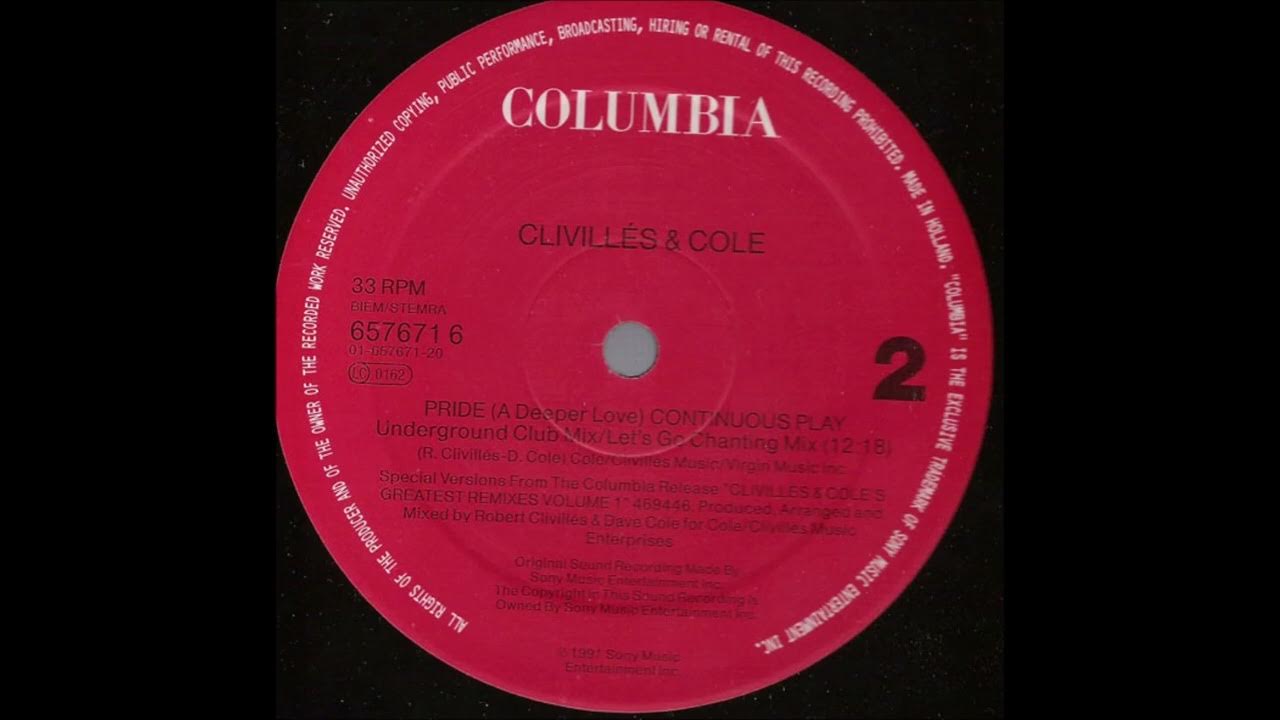 ALL RIGHTS OF THE PRODUCER AND OF THE OWNER OF THE RECORDED WORK RESERVED. UNAUTHORIZED COPYING, PUBLIC PERFORMANCE, BROADCASTING, HIRING OR RENTAL OF THIS RECORDING PROHIBITED. MADE IN HOLLAND. "COLUMBIA" IS THE EXCLUSIVE TRADEMARK OF SONY MUSIC ENTERTAINMENT INC.
COLUMBIA
CLIVILLÉS & COLE
33 RPM
BIEM/STEMRA
657671 6
01-657671-20
LC 0162
2
PRIDE (A Deeper Love) CONTINUOUS PLAY
Underground Club Mix/Let's Go Chanting Mix (12:18)
(R. Clivillés-D. Cole) Cole/Clivillés Music/Virgin Music Inc.
Special Versions From The Columbia Release "CLIVILLES & COLE'S
GREATEST REMIXES VOLUME 1" 469446. Produced, Arranged and
Mixed by Robert Clivillés & Dave Cole for Cole/Clivillés Music
Enterprises
Original Sound Recording Made By
Sony Music Entertainment Inc.
The Copyright in This Sound Recording is
Owned By Sony Music Entertainment Inc.
℗ 1991 Sony Music
Entertainment Inc.